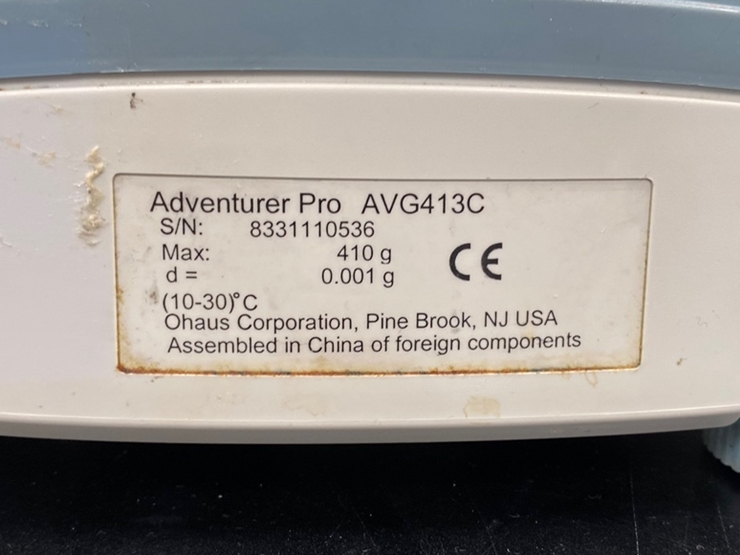 Adventurer Pro AVG413C
S/N: 8331110536
Max: 410 g
d = 0.001 g
CE
(10-30)°C
Ohaus Corporation, Pine Brook, NJ USA
Assembled in China of foreign components